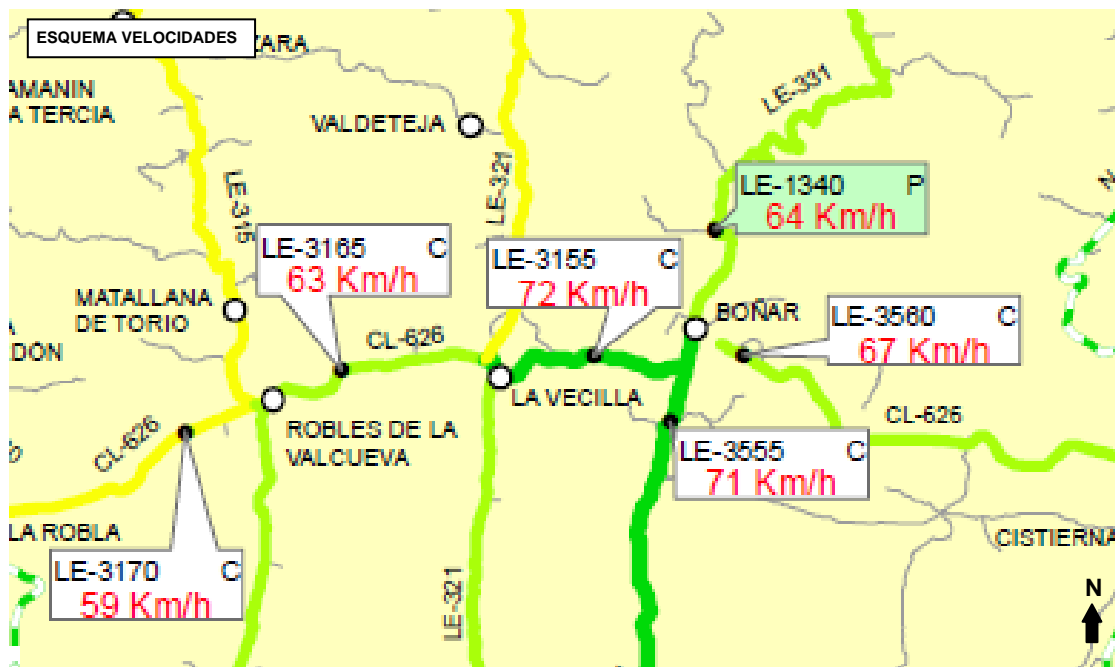 ESQUEMA VELOCIDADES
ZARA
AMANIN
A TERCIA
VALDETEJA
LE-331
LE-321
LE-315
LE-1340 P
64 Km/h
LE-3165 C
63 Km/h
LE-3155 C
72 Km/h
MATALLANA
DE TORIO
BOÑAR
LE-3560 C
67 Km/h
DON
CL-626
LA VECILLA
CL-625
CL-626
ROBLES DE LA
VALCUEVA
LE-3555 C
71 Km/h
LA ROBLA
CISTIERNA
LE-3170 C
59 Km/h
LE-321
N